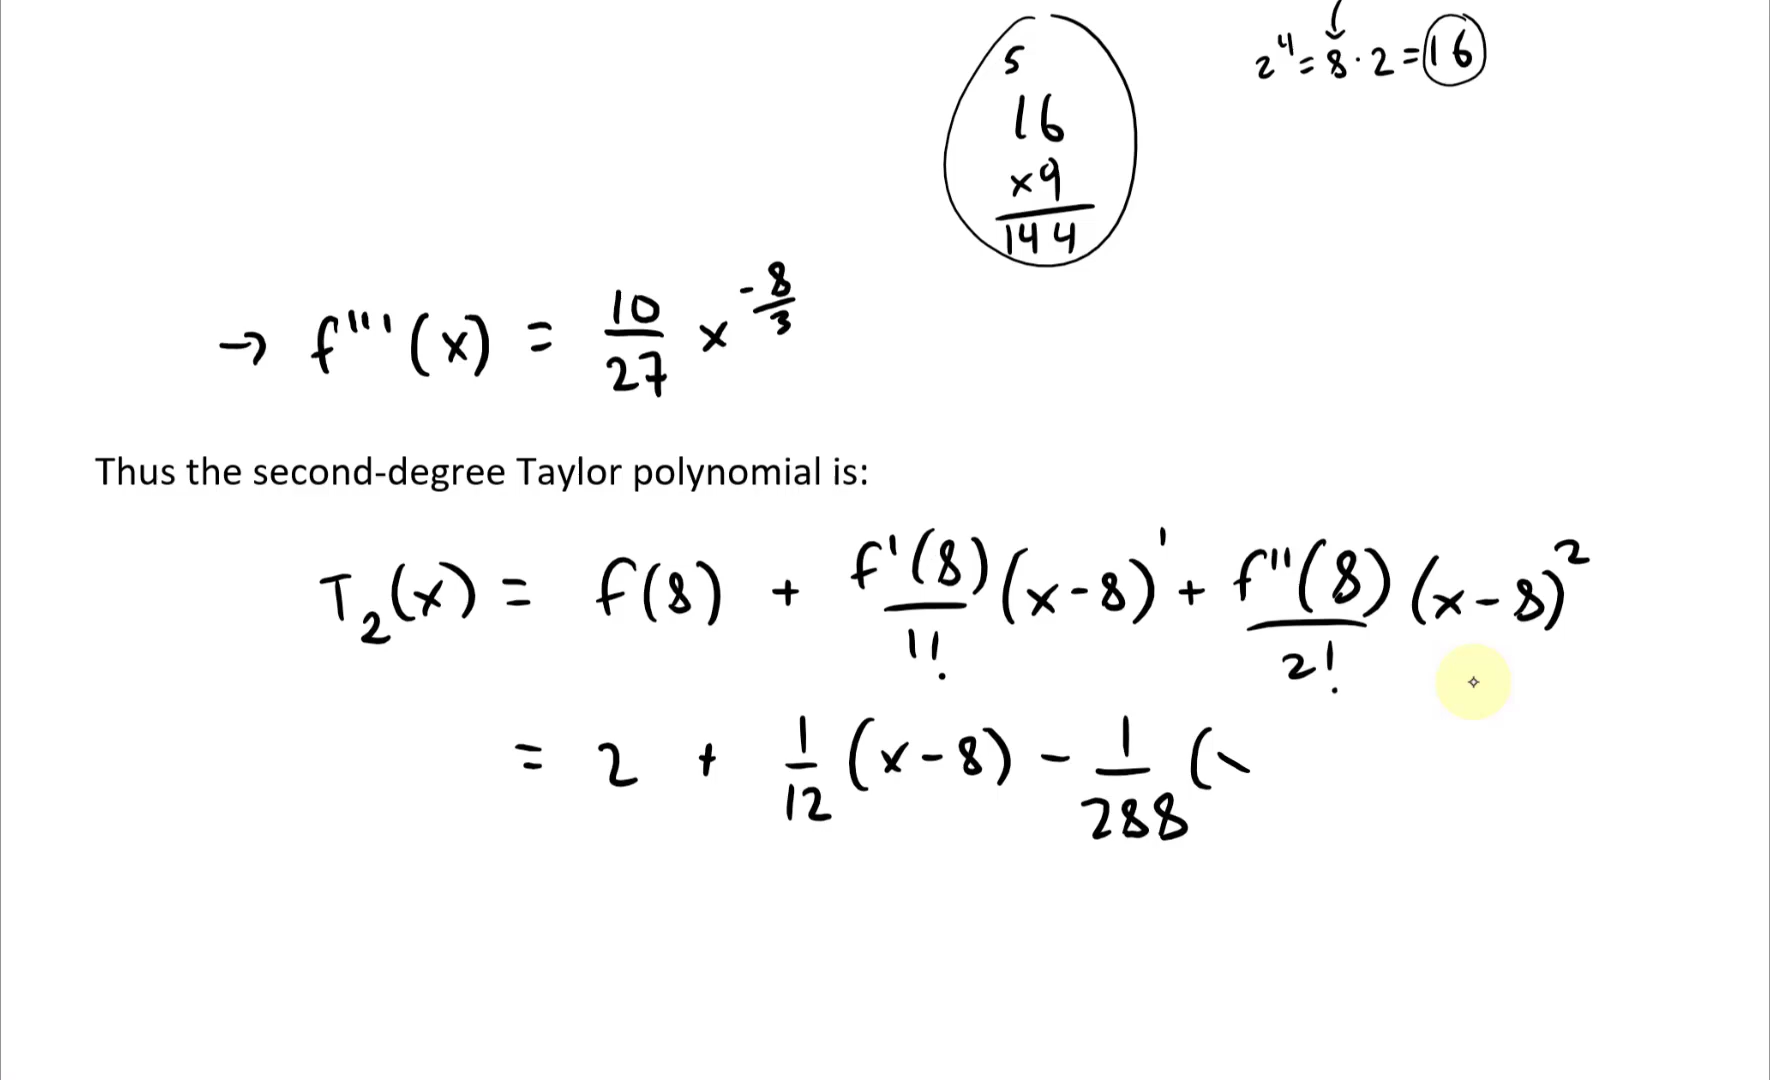 2⁴ = 8 · 2 = 16
5
16
x9
144
→ f'''(x) = 10/27 x^(-8/3)
Thus the second-degree Taylor polynomial is:
T₂(x) = f(8) + f'(8)/1! (x-8)¹ + f''(8)/2! (x-8)²
= 2 + 1/12 (x-8) - 1/288 (